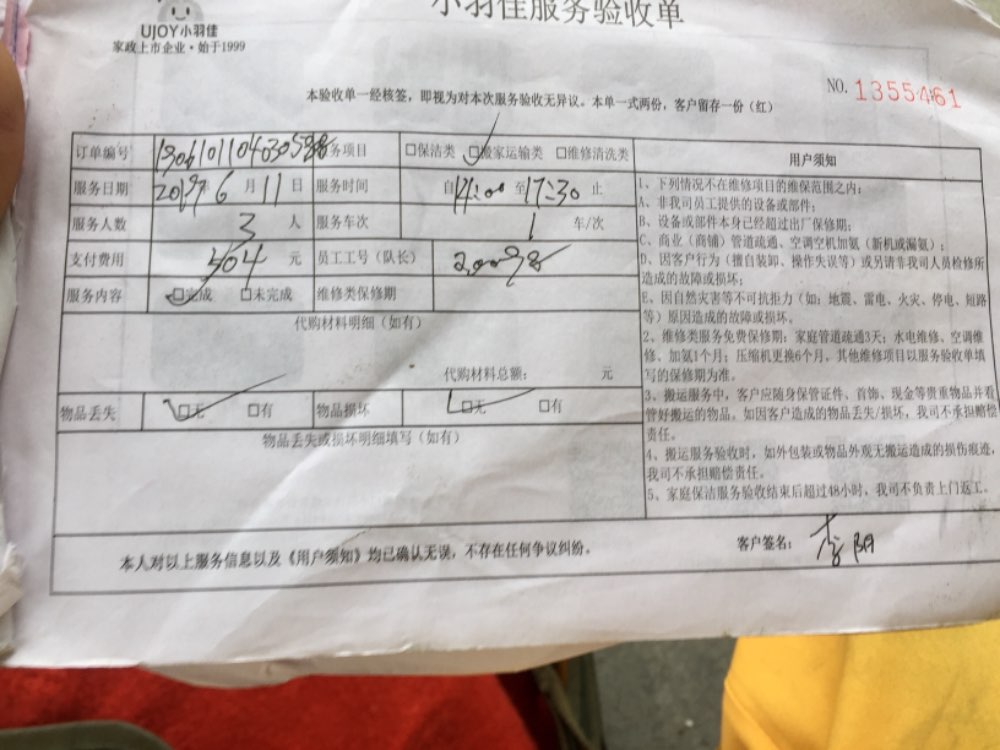 小羽佳服务验收单
UJOY小羽佳
家政上市企业·始于1999
NO. 1355461
本验收单一经核签，即视为对本次服务验收无异议。本单一式两份，客户留存一份（红）
订单编号 服务项目 □保洁类 □搬家运输类 □维修清洗类
服务日期 2019年6月11日 服务时间 自14:00至17:30止
服务人数 3人 服务车次 1车/次
支付费用 504元 员工工号（队长）
服务内容 □完成 □未完成 维修类保修期
代购材料明细（如有）
代购材料总额： 元
物品丢失 □无 □有 物品损坏 □无 □有
物品丢失或损坏明细填写（如有）
用户须知
1、下列情况不在维修项目的维保范围之内：
A、非我司员工提供的设备或部件；
B、设备或部件本身已经超过出厂保修期；
C、商业（商铺）管道疏通、空调空机加氨（新机或漏氨）；
D、因客户行为（擅自装卸、操作失误等）或另请非我司人员检修所
造成的故障或损坏；
E、因自然灾害等不可抗拒力（如：地震、雷电、火灾、停电、短路
等）原因造成的故障或损坏。
2、维修类服务免费保修期：家庭管道疏通3天；水电维修、空调维
修、加氨1个月；压缩机更换6个月，其他维修项目以服务验收单填
写的保修期为准。
3、搬运服务中，客户应随身保管证件、首饰、现金等贵重物品并看
管好搬运的物品。如因客户造成的物品丢失/损坏，我司不承担赔偿
责任。
4、搬运服务验收时，如外包装或物品外观无搬运造成的损伤痕迹，
我司不承担赔偿责任。
5、家庭保洁服务验收结束后超过48小时，我司不负责上门返工。
本人对以上服务信息以及《用户须知》均已确认无误，不存在任何争议纠纷。
客户签名：李阳